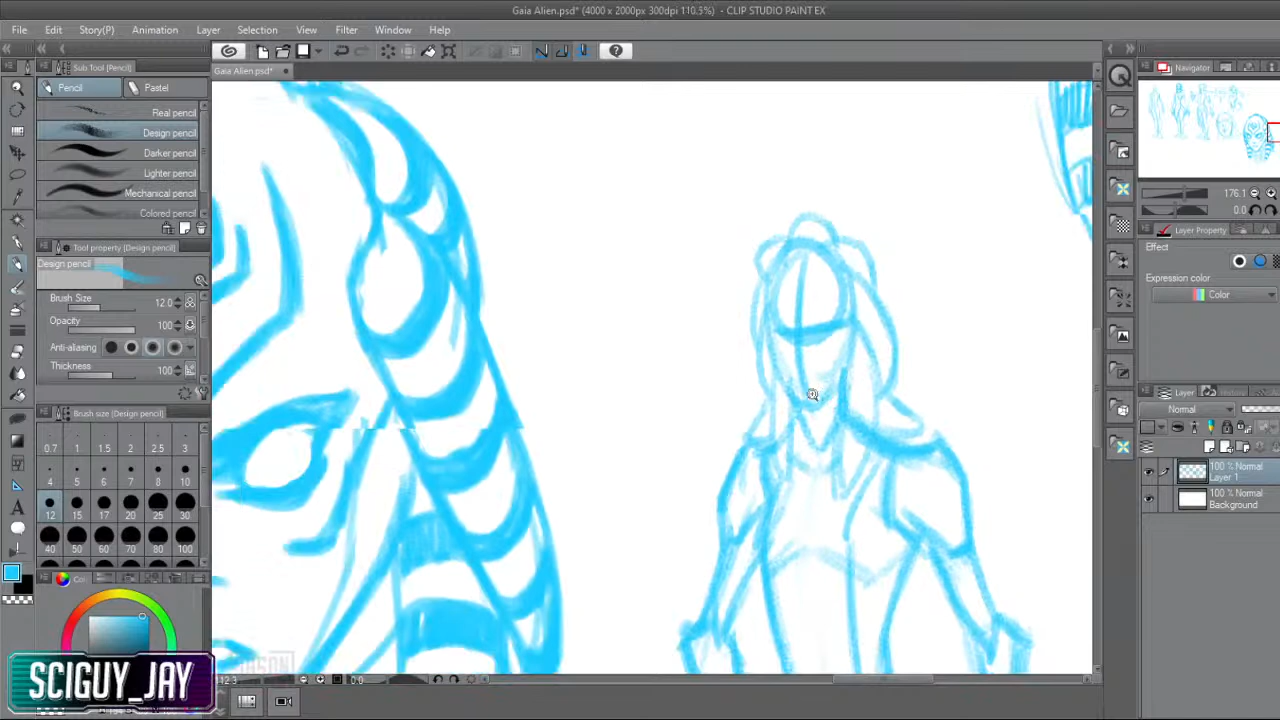 Gaia Alien.psd* (4000 x 2000px 300dpi 110.5%) - CLIP STUDIO PAINT EX
File Edit Story(P) Animation Layer Selection View Filter Window Help
Sub Tool [Pencil]
Gaia Alien.psd*
Navigator
Pencil Pastel
Real pencil
Design pencil
Darker pencil
Lighter pencil
Mechanical pencil
Colored pencil
176.1
0.0
Layer Property
Tool property [Design pencil]
Effect
Design pencil
Expression color
Color
Brush Size 12.0
Opacity 100
Anti-aliasing
Thickness 100
Layer
Normal
Brush size [Design pencil]
0.7 1 1.5 2 2.5 3
4 5 6 7 8 10
12 15 17 20 25 30
40 50 60 70 80 100
100 % Normal
Layer 1
100 % Normal
Background
SCIGUY_JAY
0.0